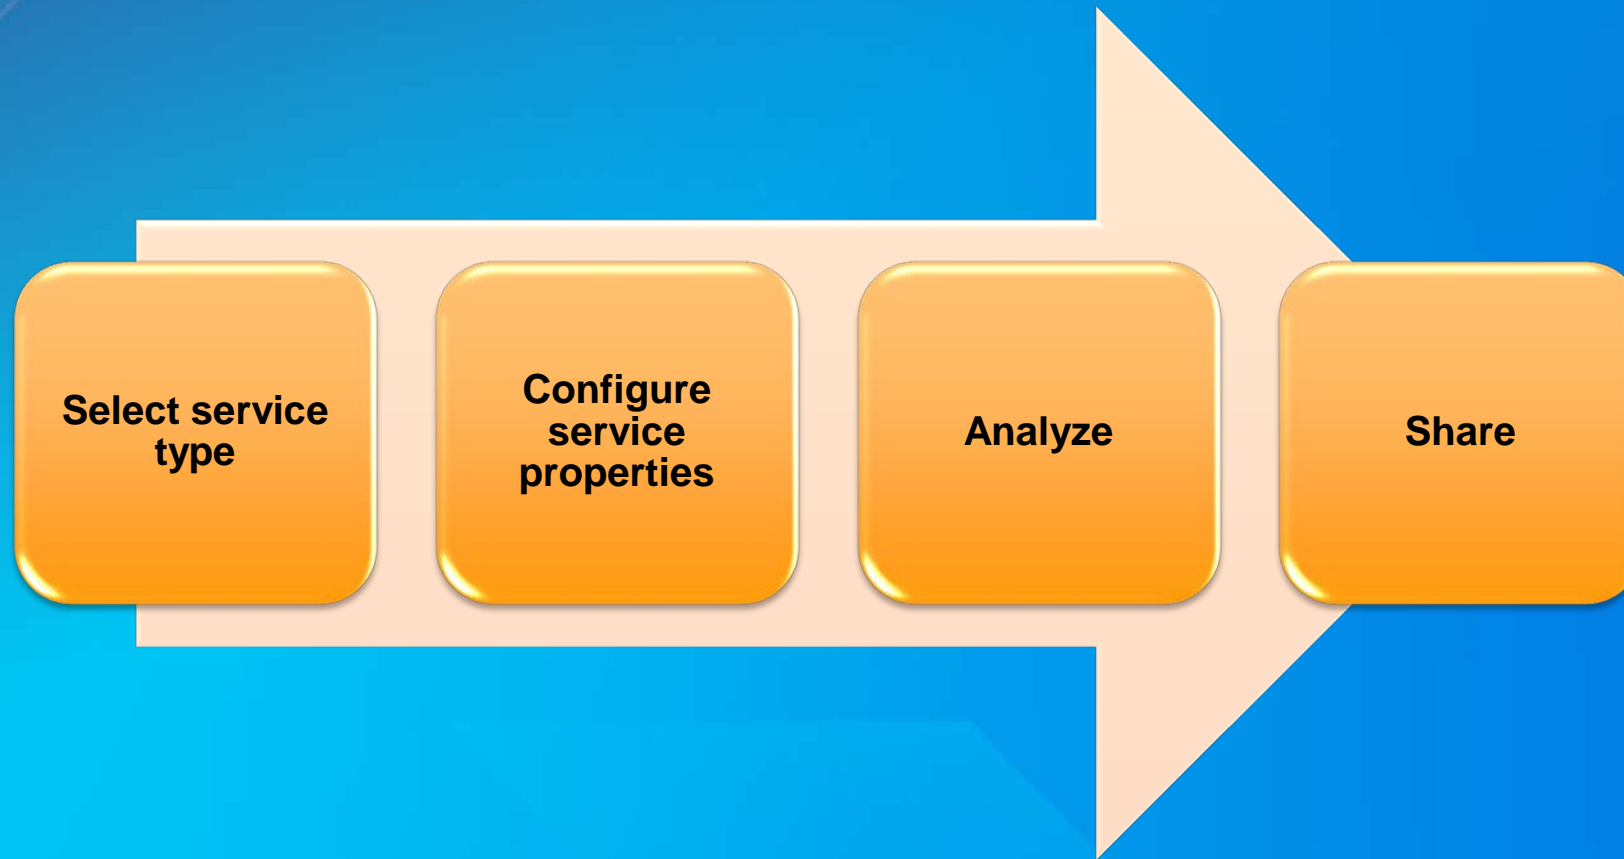 Select service
type
Configure
service
properties
Analyze
Share